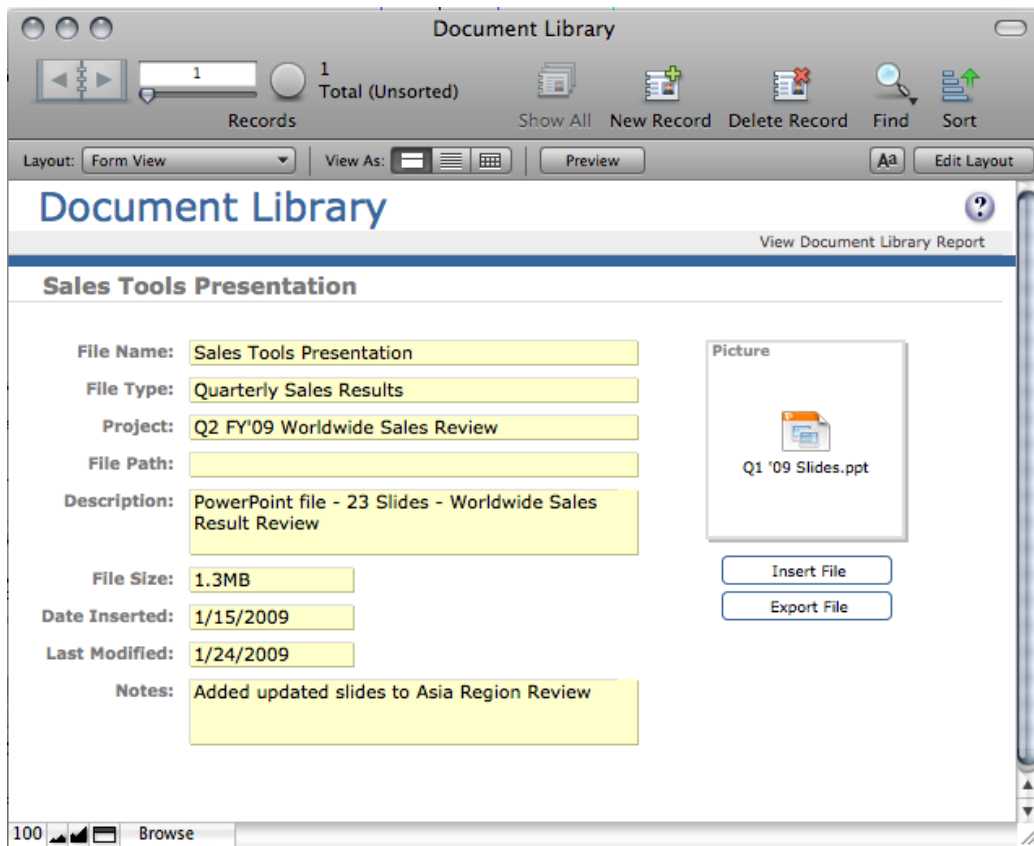 Document Library
1
1
Total (Unsorted)
Records
Show All
New Record
Delete Record
Find
Sort
Layout: Form View
View As:
Preview
Aa
Edit Layout
Document Library
?
View Document Library Report
Sales Tools Presentation
File Name: Sales Tools Presentation
File Type: Quarterly Sales Results
Project: Q2 FY'09 Worldwide Sales Review
File Path:
Description: PowerPoint file - 23 Slides - Worldwide Sales
Result Review
File Size: 1.3MB
Date Inserted: 1/15/2009
Last Modified: 1/24/2009
Notes: Added updated slides to Asia Region Review
Picture
Q1 '09 Slides.ppt
Insert File
Export File
100
Browse